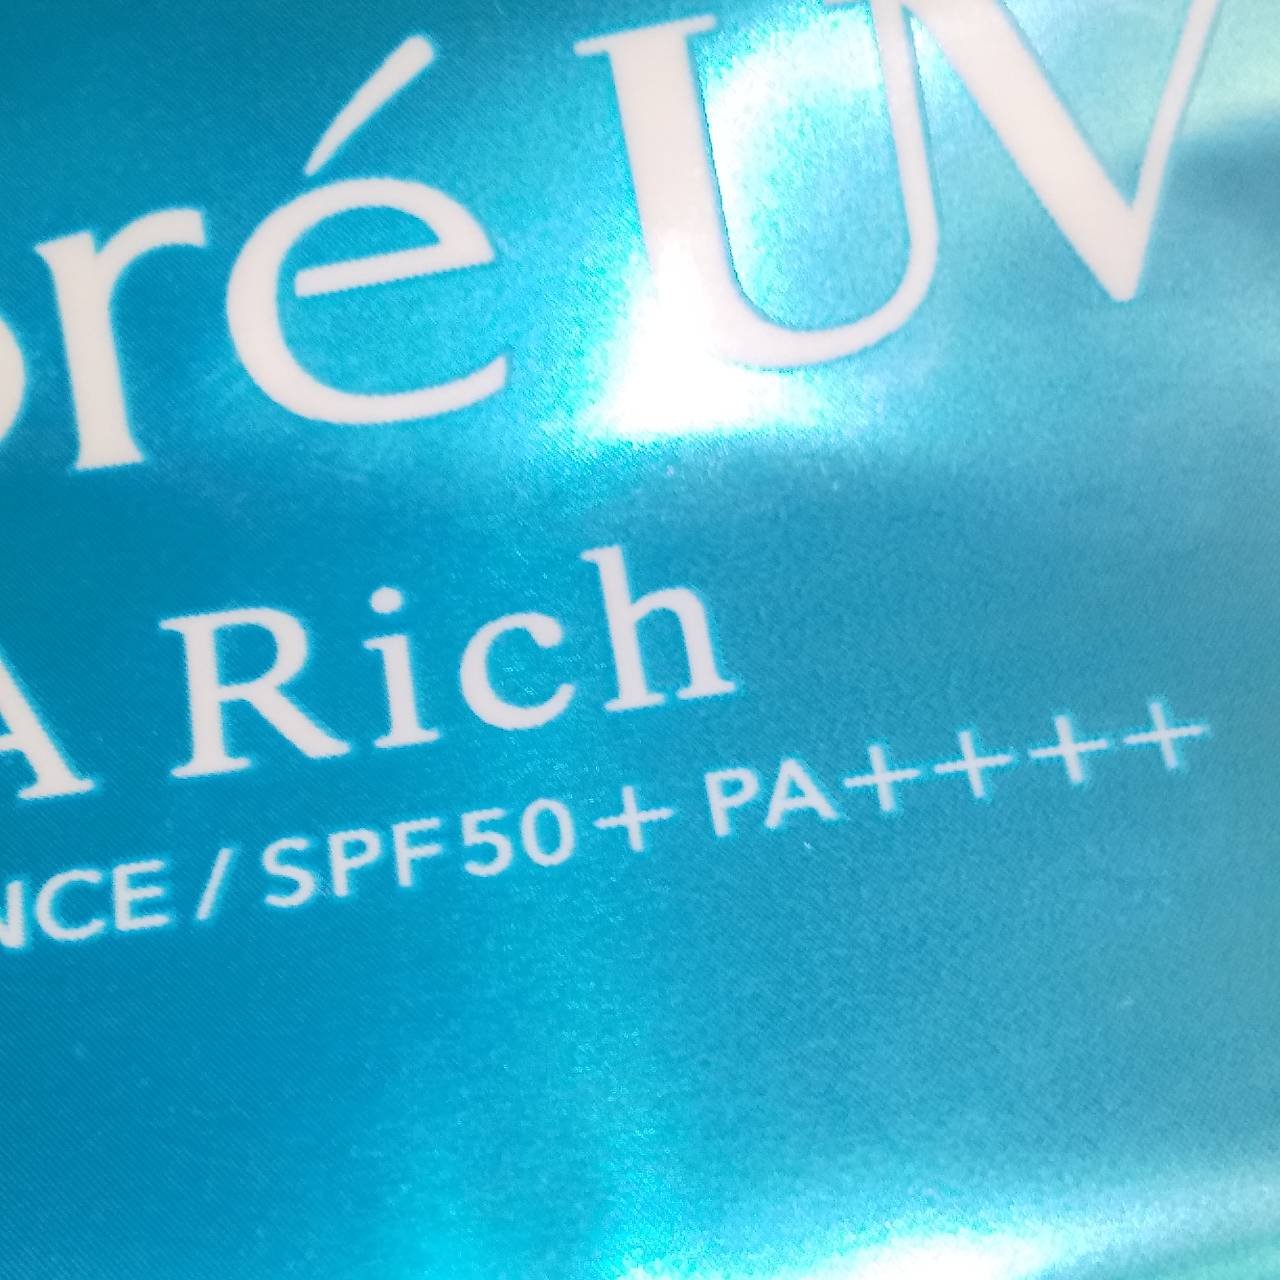 oré UV
A Rich
NCE / SPF50+ PA++++